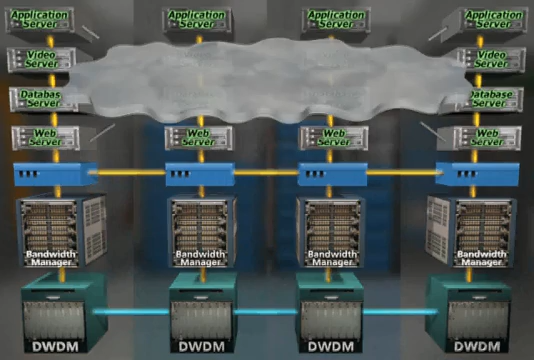 Application Server
Application Server
Application Server
Application Server
Video Server
Video Server
Database Server
Database Server
Web Server
Web Server
Web Server
Web Server
Bandwidth Manager
Bandwidth Manager
Bandwidth Manager
Bandwidth Manager
DWDM
DWDM
DWDM
DWDM